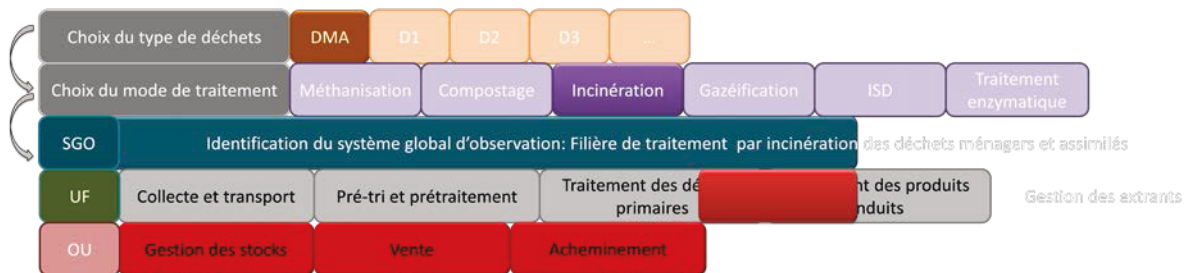 Choix du type de déchets DMA D1 D2 D3 ...
Choix du mode de traitement Méthanisation Compostage Incinération Gazéification ISD Traitement enzymatique
SGO Identification du système global d'observation: Filière de traitement par incinération des déchets ménagers et assimilés
UF Collecte et transport Pré-tri et prétraitement Traitement des dé primaires nt des produits nduits Gestion des extrants
OU Gestion des stocks Vente Acheminement